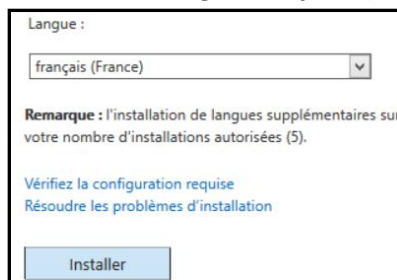 Langue :
français (France)
Remarque : l'installation de langues supplémentaires sur
votre nombre d'installations autorisées (5).
Vérifiez la configuration requise
Résoudre les problèmes d'installation
Installer